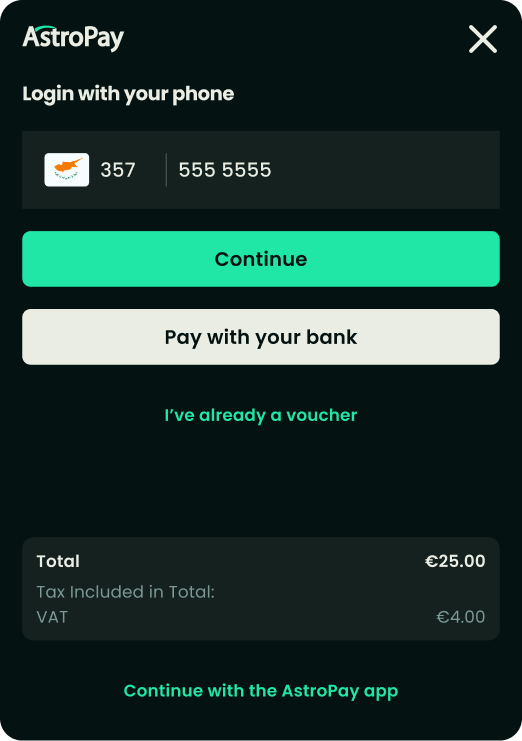 AstroPay
Login with your phone
357 555 5555
Continue
Pay with your bank
I’ve already a voucher
Total €25.00
Tax Included in Total:
VAT €4.00
Continue with the AstroPay app